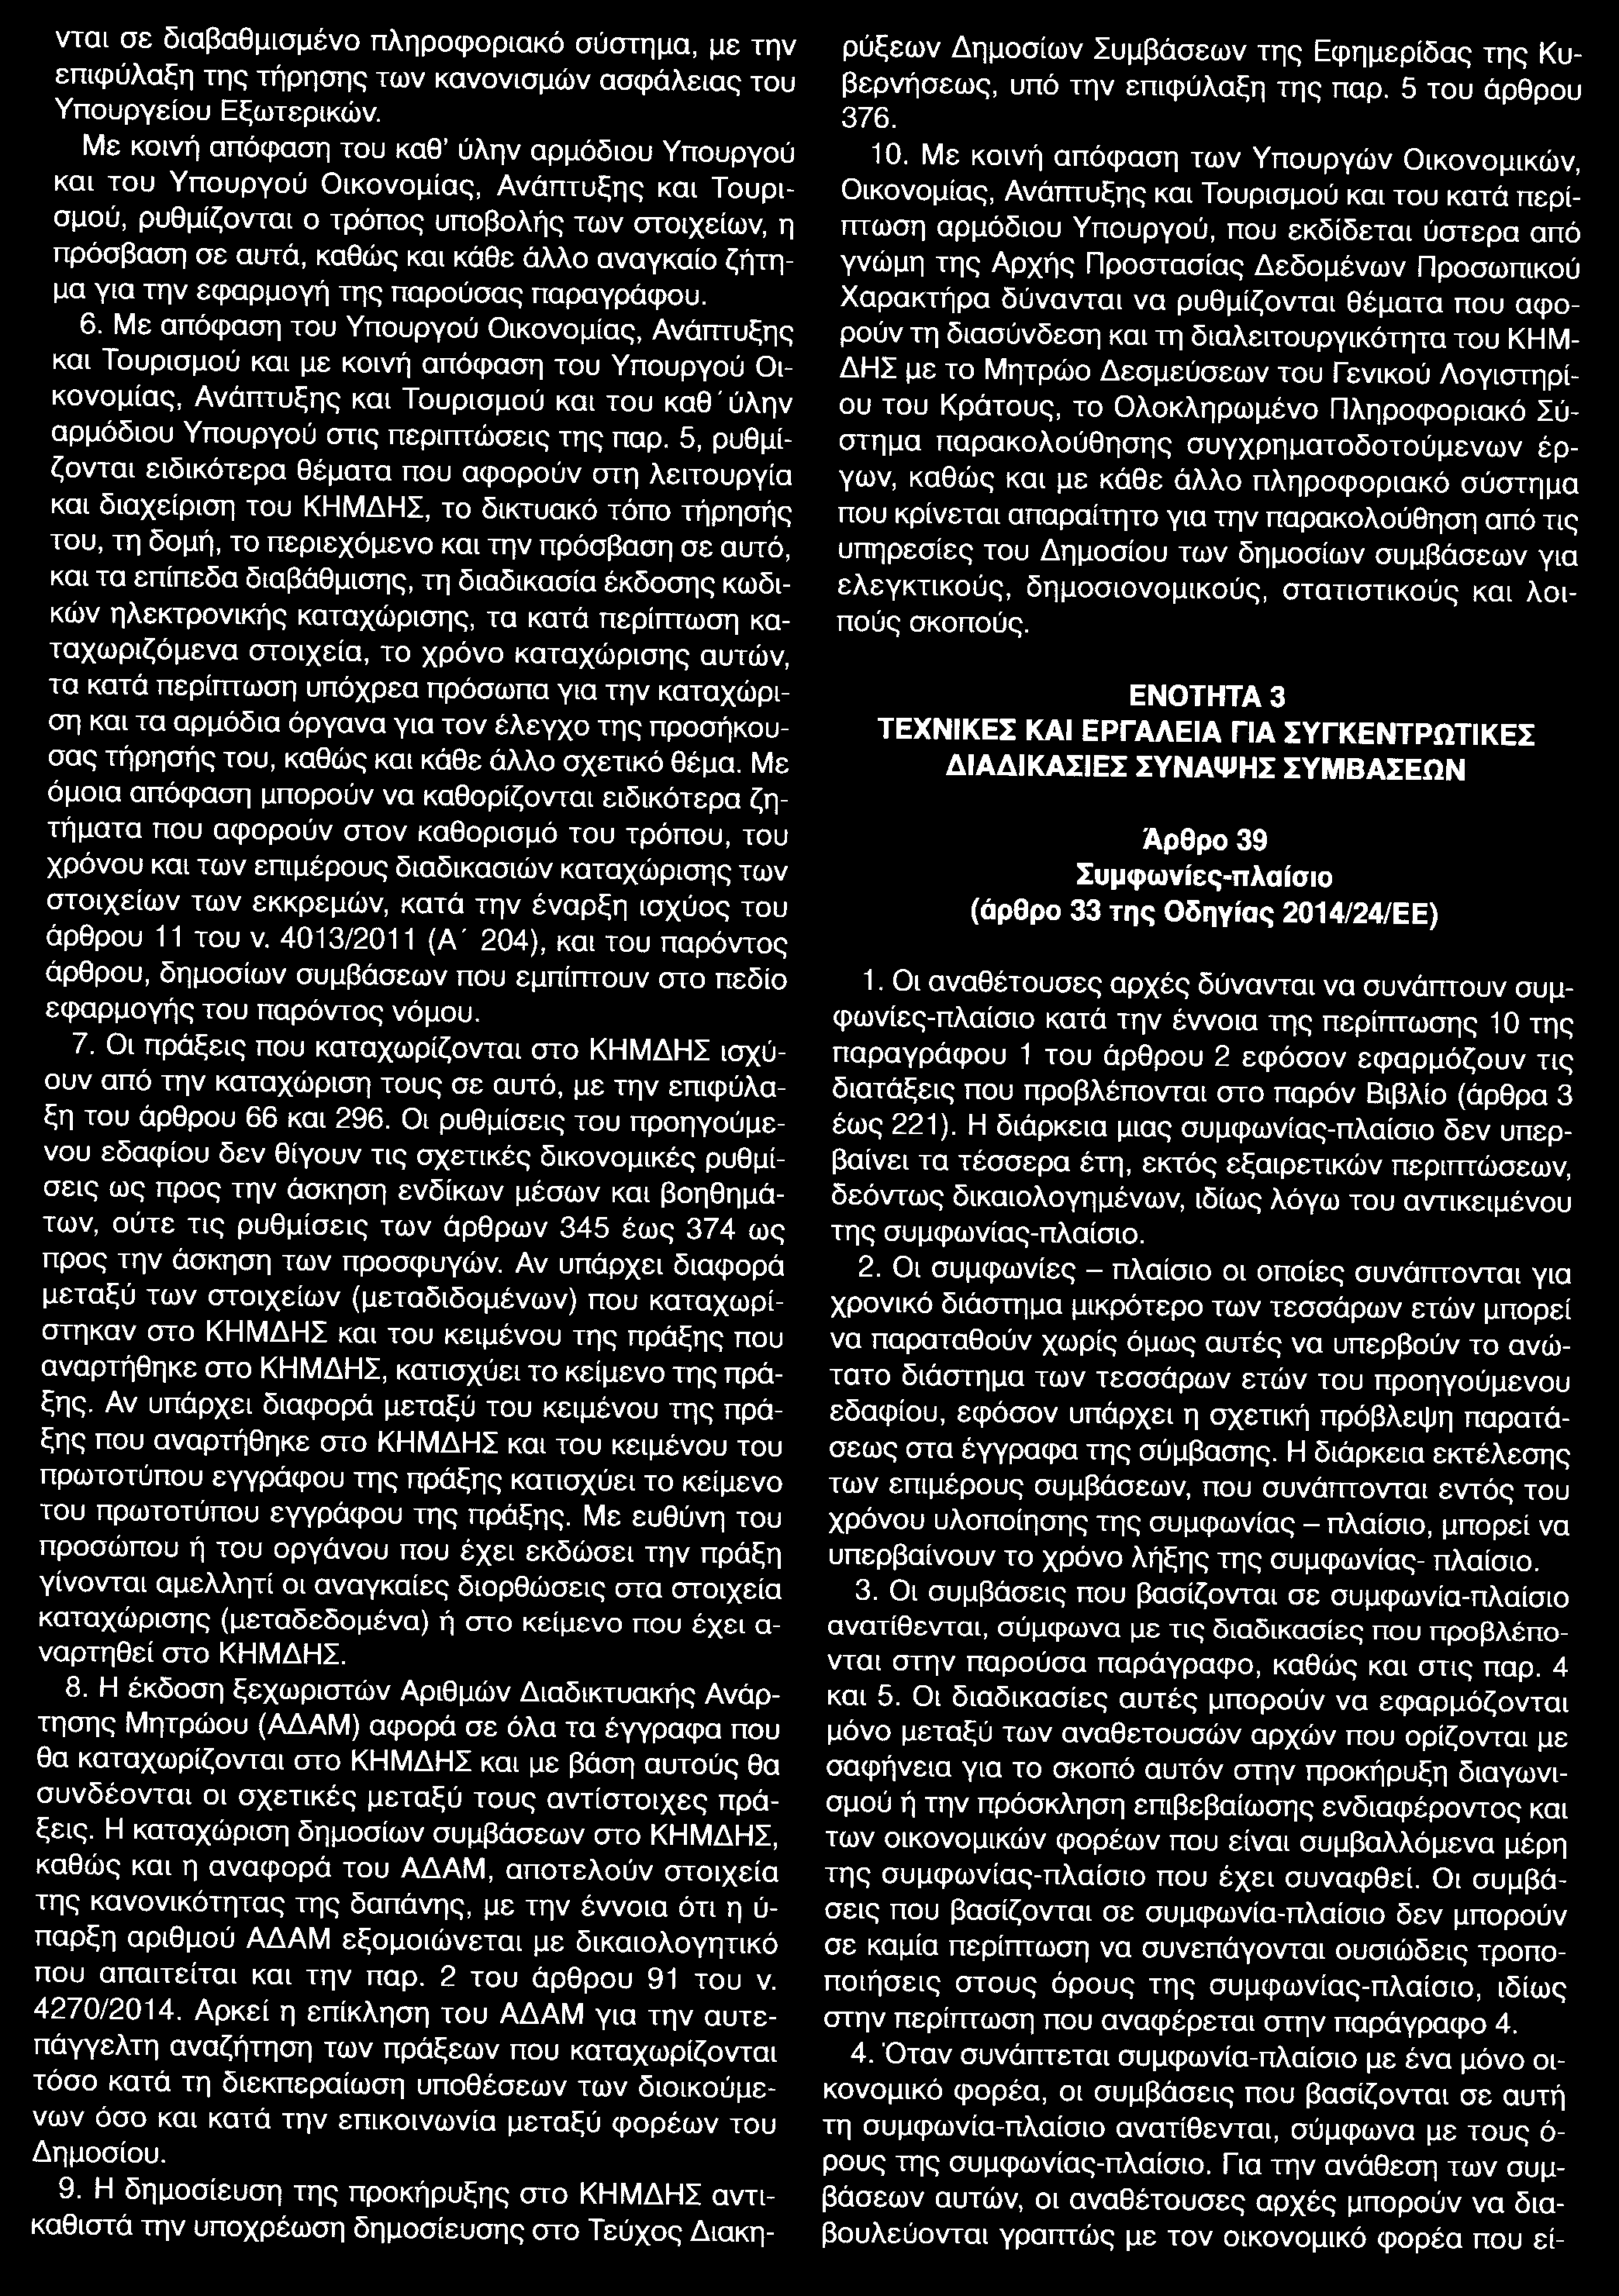 νται σε διαβαθμισμένο πληροφοριακό σύστημα, με την
επιφύλαξη της τήρησης των κανονισμών ασφάλειας του
Υπουργείου Εξωτερικών.
Με κοινή απόφαση του καθ’ ύλην αρμόδιου Υπουργού
και του Υπουργού Οικονομίας, Ανάπτυξης και Τουρι-
σμού, ρυθμίζονται ο τρόπος υποβολής των στοιχείων, η
πρόσβαση σε αυτά, καθώς και κάθε άλλο αναγκαίο ζήτη-
μα για την εφαρμογή της παρούσας παραγράφου.
6. Με απόφαση του Υπουργού Οικονομίας, Ανάπτυξης
και Τουρισμού και με κοινή απόφαση του Υπουργού Οι-
κονομίας, Ανάπτυξης και Τουρισμού και του καθ΄ύλην
αρμόδιου Υπουργού στις περιπτώσεις της παρ. 5, ρυθμί-
ζονται ειδικότερα θέματα που αφορούν στη λειτουργία
και διαχείριση του ΚΗΜΔΗΣ, το δικτυακό τόπο τήρησής
του, τη δομή, το περιεχόμενο και την πρόσβαση σε αυτό,
και τα επίπεδα διαβάθμισης, τη διαδικασία έκδοσης κωδι-
κών ηλεκτρονικής καταχώρισης, τα κατά περίπτωση κα-
ταχωριζόμενα στοιχεία, το χρόνο καταχώρισης αυτών,
τα κατά περίπτωση υπόχρεα πρόσωπα για την καταχώρι-
ση και τα αρμόδια όργανα για τον έλεγχο της προσήκου-
σας τήρησής του, καθώς και κάθε άλλο σχετικό θέμα. Με
όμοια απόφαση μπορούν να καθορίζονται ειδικότερα ζη-
τήματα που αφορούν στον καθορισμό του τρόπου, του
χρόνου και των επιμέρους διαδικασιών καταχώρισης των
στοιχείων των εκκρεμών, κατά την έναρξη ισχύος του
άρθρου 11 του ν. 4013/2011 (Α΄ 204), και του παρόντος
άρθρου, δημοσίων συμβάσεων που εμπίπτουν στο πεδίο
εφαρμογής του παρόντος νόμου.
7. Οι πράξεις που καταχωρίζονται στο ΚΗΜΔΗΣ ισχύ-
ουν από την καταχώριση τους σε αυτό, με την επιφύλα-
ξη του άρθρου 66 και 296. Οι ρυθμίσεις του προηγούμε-
νου εδαφίου δεν θίγουν τις σχετικές δικονομικές ρυθμί-
σεις ως προς την άσκηση ενδίκων μέσων και βοηθημά-
των, ούτε τις ρυθμίσεις των άρθρων 345 έως 374 ως
προς την άσκηση των προσφυγών. Αν υπάρχει διαφορά
μεταξύ των στοιχείων (μεταδιδομένων) που καταχωρί-
στηκαν στο ΚΗΜΔΗΣ και του κειμένου της πράξης που
αναρτήθηκε στο ΚΗΜΔΗΣ, κατισχύει το κείμενο της πρά-
ξης. Αν υπάρχει διαφορά μεταξύ του κειμένου της πρά-
ξης που αναρτήθηκε στο ΚΗΜΔΗΣ και του κειμένου του
πρωτοτύπου εγγράφου της πράξης κατισχύει το κείμενο
του πρωτοτύπου εγγράφου της πράξης. Με ευθύνη του
προσώπου ή του οργάνου που έχει εκδώσει την πράξη
γίνονται αμελλητί οι αναγκαίες διορθώσεις στα στοιχεία
καταχώρισης (μεταδεδομένα) ή στο κείμενο που έχει α-
ναρτηθεί στο ΚΗΜΔΗΣ.
8. Η έκδοση ξεχωριστών Αριθμών Διαδικτυακής Ανάρ-
τησης Μητρώου (ΑΔΑΜ) αφορά σε όλα τα έγγραφα που
θα καταχωρίζονται στο ΚΗΜΔΗΣ και με βάση αυτούς θα
συνδέονται οι σχετικές μεταξύ τους αντίστοιχες πρά-
ξεις. Η καταχώριση δημοσίων συμβάσεων στο ΚΗΜΔΗΣ,
καθώς και η αναφορά του ΑΔΑΜ, αποτελούν στοιχεία
της κανονικότητας της δαπάνης, με την έννοια ότι η ύ-
παρξη αριθμού ΑΔΑΜ εξομοιώνεται με δικαιολογητικό
που απαιτείται και την παρ. 2 του άρθρου 91 του ν.
4270/2014. Αρκεί η επίκληση του ΑΔΑΜ για την αυτε-
πάγγελτη αναζήτηση των πράξεων που καταχωρίζονται
τόσο κατά τη διεκπεραίωση υποθέσεων των διοικούμε-
νων όσο και κατά την επικοινωνία μεταξύ φορέων του
Δημοσίου.
9. Η δημοσίευση της προκήρυξης στο ΚΗΜΔΗΣ αντι-
καθιστά την υποχρέωση δημοσίευσης στο Τεύχος Διακη-
ρύξεων Δημοσίων Συμβάσεων της Εφημερίδας της Κυ-
βερνήσεως, υπό την επιφύλαξη της παρ. 5 του άρθρου
376.
10. Με κοινή απόφαση των Υπουργών Οικονομικών,
Οικονομίας, Ανάπτυξης και Τουρισμού και του κατά περί-
πτωση αρμόδιου Υπουργού, που εκδίδεται ύστερα από
γνώμη της Αρχής Προστασίας Δεδομένων Προσωπικού
Χαρακτήρα δύνανται να ρυθμίζονται θέματα που αφο-
ρούν τη διασύνδεση και τη διαλειτουργικότητα του ΚΗΜ-
ΔΗΣ με το Μητρώο Δεσμεύσεων του Γενικού Λογιστηρί-
ου του Κράτους, το Ολοκληρωμένο Πληροφοριακό Σύ-
στημα παρακολούθησης συγχρηματοδοτούμενων έρ-
γων, καθώς και με κάθε άλλο πληροφοριακό σύστημα
που κρίνεται απαραίτητο για την παρακολούθηση από τις
υπηρεσίες του Δημοσίου των δημοσίων συμβάσεων για
ελεγκτικούς, δημοσιονομικούς, στατιστικούς και λοι-
πούς σκοπούς.
ΕΝΟΤΗΤΑ 3
ΤΕΧΝΙΚΕΣ ΚΑΙ ΕΡΓΑΛΕΙΑ ΓΙΑ ΣΥΓΚΕΝΤΡΩΤΙΚΕΣ
ΔΙΑΔΙΚΑΣΙΕΣ ΣΥΝΑΨΗΣ ΣΥΜΒΑΣΕΩΝ
Άρθρο 39
Συμφωνίες-πλαίσιο
(άρθρο 33 της Οδηγίας 2014/24/ΕΕ)
1. Οι αναθέτουσες αρχές δύνανται να συνάπτουν συμ-
φωνίες-πλαίσιο κατά την έννοια της περίπτωσης 10 της
παραγράφου 1 του άρθρου 2 εφόσον εφαρμόζουν τις
διατάξεις που προβλέπονται στο παρόν Βιβλίο (άρθρα 3
έως 221). Η διάρκεια μιας συμφωνίας-πλαίσιο δεν υπερ-
βαίνει τα τέσσερα έτη, εκτός εξαιρετικών περιπτώσεων,
δεόντως δικαιολογημένων, ιδίως λόγω του αντικειμένου
της συμφωνίας-πλαίσιο.
2. Οι συμφωνίες – πλαίσιο οι οποίες συνάπτονται για
χρονικό διάστημα μικρότερο των τεσσάρων ετών μπορεί
να παραταθούν χωρίς όμως αυτές να υπερβούν το ανώ-
τατο διάστημα των τεσσάρων ετών του προηγούμενου
εδαφίου, εφόσον υπάρχει η σχετική πρόβλεψη παρατά-
σεως στα έγγραφα της σύμβασης. Η διάρκεια εκτέλεσης
των επιμέρους συμβάσεων, που συνάπτονται εντός του
χρόνου υλοποίησης της συμφωνίας – πλαίσιο, μπορεί να
υπερβαίνουν το χρόνο λήξης της συμφωνίας- πλαίσιο.
3. Οι συμβάσεις που βασίζονται σε συμφωνία-πλαίσιο
ανατίθενται, σύμφωνα με τις διαδικασίες που προβλέπο-
νται στην παρούσα παράγραφο, καθώς και στις παρ. 4
και 5. Οι διαδικασίες αυτές μπορούν να εφαρμόζονται
μόνο μεταξύ των αναθετουσών αρχών που ορίζονται με
σαφήνεια για το σκοπό αυτόν στην προκήρυξη διαγωνι-
σμού ή την πρόσκληση επιβεβαίωσης ενδιαφέροντος και
των οικονομικών φορέων που είναι συμβαλλόμενα μέρη
της συμφωνίας-πλαίσιο που έχει συναφθεί. Οι συμβά-
σεις που βασίζονται σε συμφωνία-πλαίσιο δεν μπορούν
σε καμία περίπτωση να συνεπάγονται ουσιώδεις τροπο-
ποιήσεις στους όρους της συμφωνίας-πλαίσιο, ιδίως
στην περίπτωση που αναφέρεται στην παράγραφο 4.
4. Όταν συνάπτεται συμφωνία-πλαίσιο με ένα μόνο οι-
κονομικό φορέα, οι συμβάσεις που βασίζονται σε αυτή
τη συμφωνία-πλαίσιο ανατίθενται, σύμφωνα με τους ό-
ρους της συμφωνίας-πλαίσιο. Για την ανάθεση των συμ-
βάσεων αυτών, οι αναθέτουσες αρχές μπορούν να δια-
βουλεύονται γραπτώς με τον οικονομικό φορέα που εί-